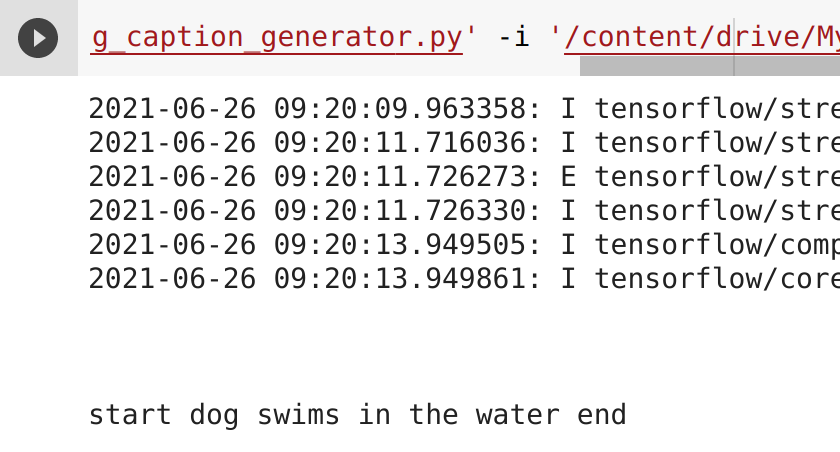 g_caption_generator.py' -i '/content/drive/My
2021-06-26 09:20:09.963358: I tensorflow/stre
2021-06-26 09:20:11.716036: I tensorflow/stre
2021-06-26 09:20:11.726273: E tensorflow/stre
2021-06-26 09:20:11.726330: I tensorflow/stre
2021-06-26 09:20:13.949505: I tensorflow/comp
2021-06-26 09:20:13.949861: I tensorflow/core
start dog swims in the water end